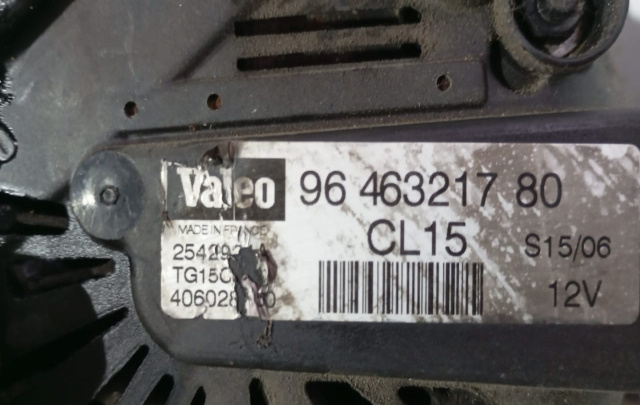 Valeo 96 463217 80
MADE IN FRANCE
CL15
S15/06
12V